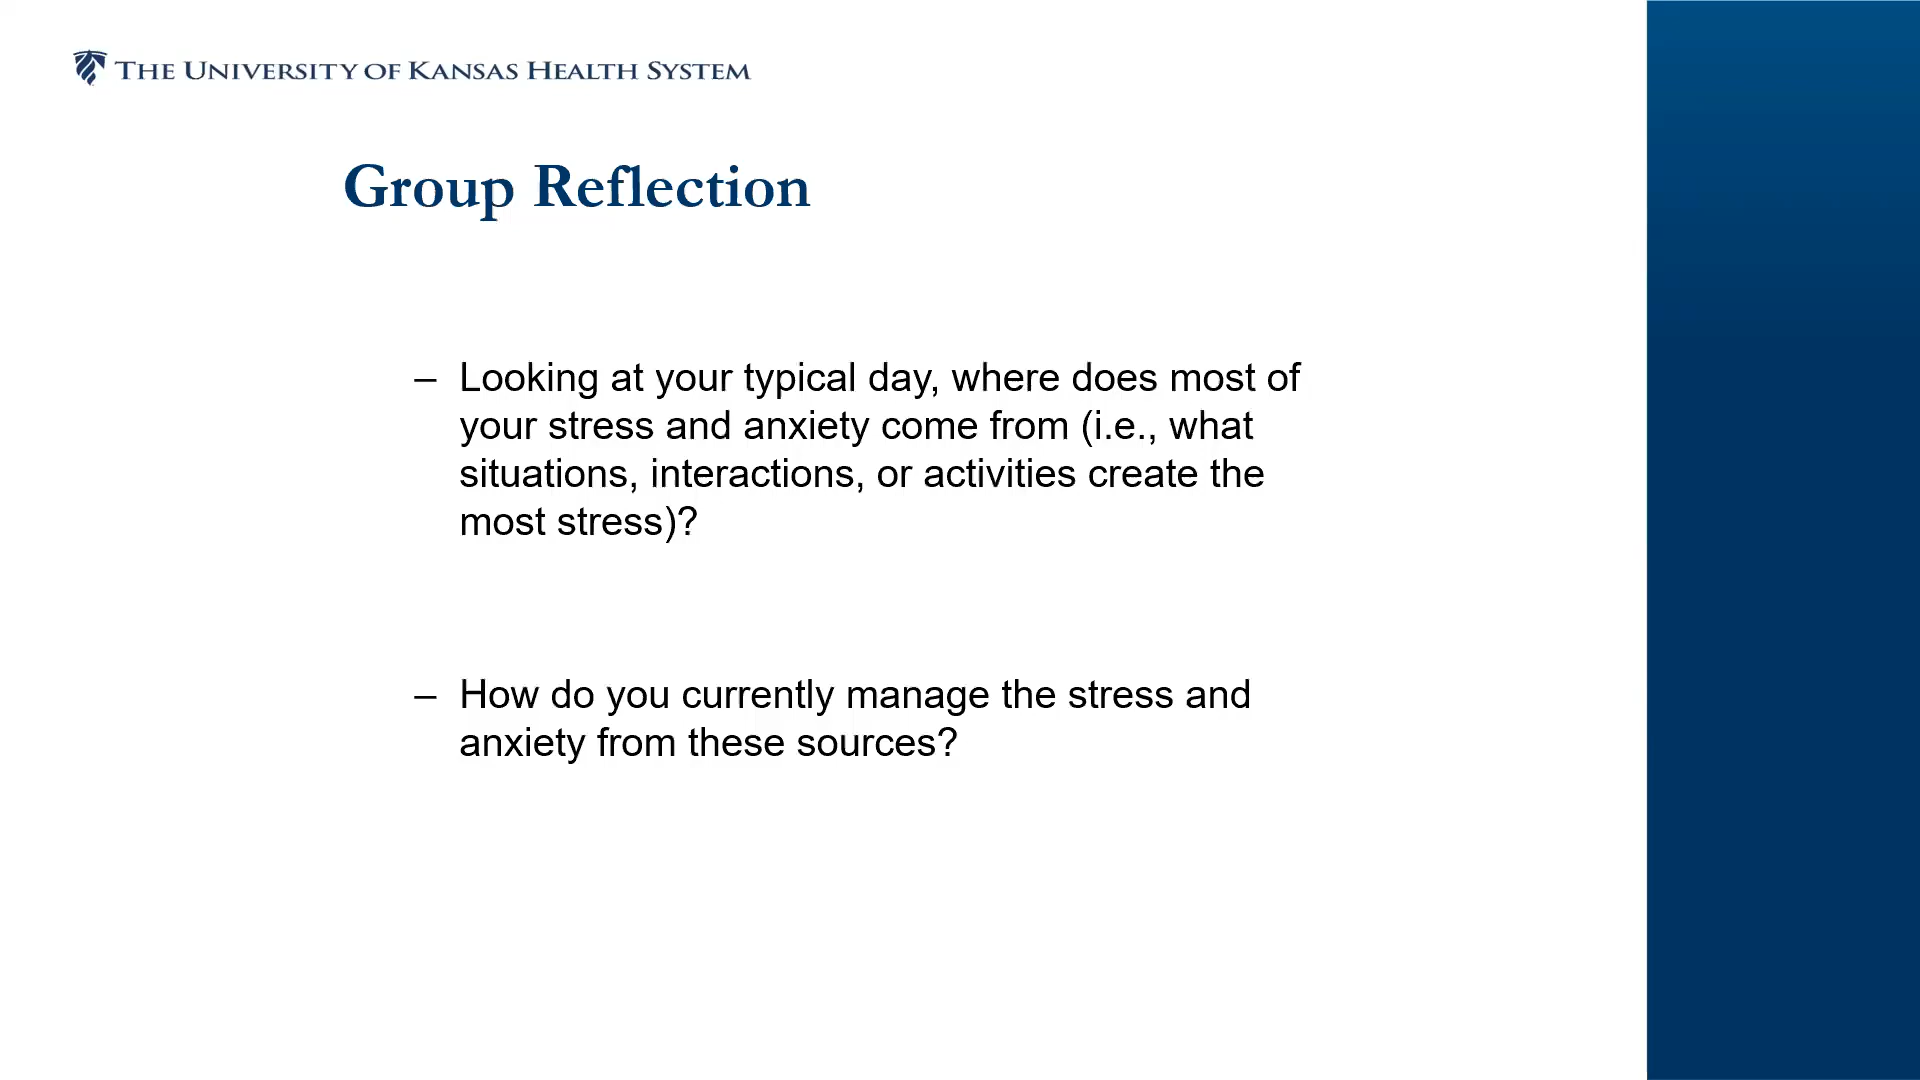 THE UNIVERSITY OF KANSAS HEALTH SYSTEM
Group Reflection
– Looking at your typical day, where does most of
your stress and anxiety come from (i.e., what
situations, interactions, or activities create the
most stress)?
– How do you currently manage the stress and
anxiety from these sources?